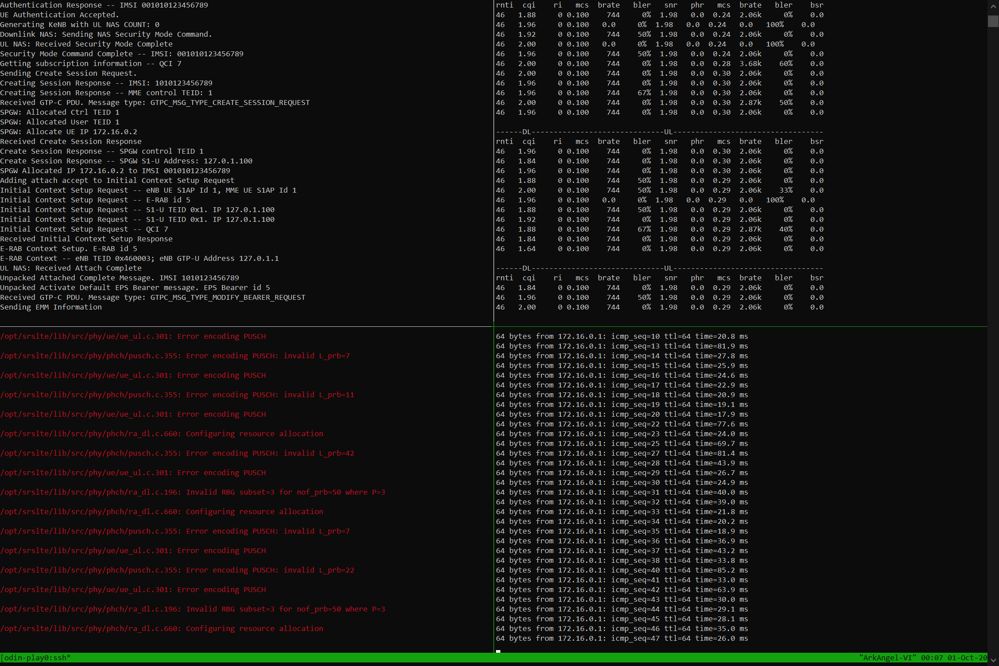 Authentication Response -- IMSI 001010123456789
UE Authentication Accepted.
Generating KeNB with UL NAS COUNT: 0
Downlink NAS: Sending NAS Security Mode Command.
UL NAS: Received Security Mode Complete
Security Mode Command Complete -- IMSI: 001010123456789
Getting subscription information -- QCI 7
Sending Create Session Request.
Creating Session Response -- IMSI: 1010123456789
Creating Session Response -- MME control TEID: 1
Received GTP-C PDU. Message type: GTPC_MSG_TYPE_CREATE_SESSION_REQUEST
SPGW: Allocated Ctrl TEID 1
SPGW: Allocated User TEID 1
SPGW: Allocate UE IP 172.16.0.2
Received Create Session Response
Create Session Response -- SPGW control TEID 1
Create Session Response -- SPGW S1-U Address: 127.0.1.100
SPGW Allocated IP 172.16.0.2 to IMSI 001010123456789
Adding attach accept to Initial Context Setup Request
Initial Context Setup Request -- eNB UE S1AP Id 1, MME UE S1AP Id 1
Initial Context Setup Request -- E-RAB id 5
Initial Context Setup Request -- S1-U TEID 0x1. IP 127.0.1.100
Initial Context Setup Request -- S1-U TEID 0x1. IP 127.0.1.100
Initial Context Setup Request -- QCI 7
Received Initial Context Setup Response
E-RAB Context Setup. E-RAB id 5
E-RAB Context -- eNB TEID 0x460003; eNB GTP-U Address 127.0.1.1
UL NAS: Received Attach Complete
Unpacked Attached Complete Message. IMSI 1010123456789
Unpacked Activate Default EPS Bearer message. EPS Bearer id 5
Received GTP-C PDU. Message type: GTPC_MSG_TYPE_MODIFY_BEARER_REQUEST
Sending EMM Information
rnti cqi ri mcs brate bler snr phr mcs brate bler bsr
46 1.88 0 0.100 744 0% 1.98 0.0 0.24 2.06k 0% 0.0
46 1.96 0 0.100 0.0 0% 1.98 0.0 0.24 0.0 100% 0.0
46 1.92 0 0.100 744 50% 1.98 0.0 0.24 2.06k 0% 0.0
46 2.00 0 0.100 0.0 0% 1.98 0.0 0.24 0.0 100% 0.0
46 1.96 0 0.100 744 50% 1.98 0.0 0.24 2.06k 0% 0.0
46 2.00 0 0.100 744 0% 1.98 0.0 0.28 3.68k 60% 0.0
46 2.00 0 0.100 744 0% 1.98 0.0 0.30 2.06k 0% 0.0
46 1.96 0 0.100 744 0% 1.98 0.0 0.30 2.06k 0% 0.0
46 1.96 0 0.100 744 67% 1.98 0.0 0.30 2.06k 0% 0.0
46 2.00 0 0.100 744 0% 1.98 0.0 0.30 2.87k 50% 0.0
46 1.96 0 0.100 744 0% 1.98 0.0 0.30 2.06k 0% 0.0
------DL------------------------------UL----------------------------------
rnti cqi ri mcs brate bler snr phr mcs brate bler bsr
46 1.96 0 0.100 744 0% 1.98 0.0 0.30 2.06k 0% 0.0
46 1.84 0 0.100 744 0% 1.98 0.0 0.30 2.06k 0% 0.0
46 1.96 0 0.100 744 0% 1.98 0.0 0.30 2.06k 0% 0.0
46 1.88 0 0.100 744 50% 1.98 0.0 0.29 2.06k 0% 0.0
46 2.00 0 0.100 744 50% 1.98 0.0 0.29 2.06k 33% 0.0
46 1.96 0 0.100 0.0 0% 1.98 0.0 0.29 0.0 100% 0.0
46 1.88 0 0.100 744 50% 1.98 0.0 0.29 2.06k 0% 0.0
46 1.92 0 0.100 744 0% 1.98 0.0 0.29 2.06k 0% 0.0
46 1.88 0 0.100 744 67% 1.98 0.0 0.29 2.87k 40% 0.0
46 1.84 0 0.100 744 0% 1.98 0.0 0.29 2.06k 0% 0.0
46 1.64 0 0.100 744 0% 1.98 0.0 0.29 2.06k 0% 0.0
------DL------------------------------UL----------------------------------
rnti cqi ri mcs brate bler snr phr mcs brate bler bsr
46 1.84 0 0.100 744 0% 1.98 0.0 0.29 2.06k 0% 0.0
46 1.96 0 0.100 744 50% 1.98 0.0 0.29 2.06k 0% 0.0
46 2.00 0 0.100 744 0% 1.98 0.0 0.29 2.06k 0% 0.0
/opt/srslte/lib/src/phy/ue/ue_ul.c.301: Error encoding PUSCH
/opt/srslte/lib/src/phy/phch/pusch.c.355: Error encoding PUSCH: invalid L_prb=7
/opt/srslte/lib/src/phy/ue/ue_ul.c.301: Error encoding PUSCH
/opt/srslte/lib/src/phy/phch/pusch.c.355: Error encoding PUSCH: invalid L_prb=11
/opt/srslte/lib/src/phy/ue/ue_ul.c.301: Error encoding PUSCH
/opt/srslte/lib/src/phy/phch/ra_dl.c.660: Configuring resource allocation
/opt/srslte/lib/src/phy/phch/pusch.c.355: Error encoding PUSCH: invalid L_prb=42
/opt/srslte/lib/src/phy/ue/ue_ul.c.301: Error encoding PUSCH
/opt/srslte/lib/src/phy/phch/ra_dl.c.196: Invalid RBG subset=3 for nof_prb=50 where P=3
/opt/srslte/lib/src/phy/phch/ra_dl.c.660: Configuring resource allocation
/opt/srslte/lib/src/phy/phch/pusch.c.355: Error encoding PUSCH: invalid L_prb=7
/opt/srslte/lib/src/phy/ue/ue_ul.c.301: Error encoding PUSCH
/opt/srslte/lib/src/phy/phch/pusch.c.355: Error encoding PUSCH: invalid L_prb=22
/opt/srslte/lib/src/phy/ue/ue_ul.c.301: Error encoding PUSCH
/opt/srslte/lib/src/phy/phch/ra_dl.c.196: Invalid RBG subset=3 for nof_prb=50 where P=3
/opt/srslte/lib/src/phy/phch/ra_dl.c.660: Configuring resource allocation
64 bytes from 172.16.0.1: icmp_seq=10 ttl=64 time=20.8 ms
64 bytes from 172.16.0.1: icmp_seq=13 ttl=64 time=81.9 ms
64 bytes from 172.16.0.1: icmp_seq=14 ttl=64 time=27.8 ms
64 bytes from 172.16.0.1: icmp_seq=15 ttl=64 time=25.9 ms
64 bytes from 172.16.0.1: icmp_seq=16 ttl=64 time=24.6 ms
64 bytes from 172.16.0.1: icmp_seq=17 ttl=64 time=22.9 ms
64 bytes from 172.16.0.1: icmp_seq=18 ttl=64 time=20.9 ms
64 bytes from 172.16.0.1: icmp_seq=19 ttl=64 time=19.1 ms
64 bytes from 172.16.0.1: icmp_seq=20 ttl=64 time=17.9 ms
64 bytes from 172.16.0.1: icmp_seq=22 ttl=64 time=77.6 ms
64 bytes from 172.16.0.1: icmp_seq=23 ttl=64 time=24.0 ms
64 bytes from 172.16.0.1: icmp_seq=25 ttl=64 time=69.7 ms
64 bytes from 172.16.0.1: icmp_seq=27 ttl=64 time=81.4 ms
64 bytes from 172.16.0.1: icmp_seq=28 ttl=64 time=43.9 ms
64 bytes from 172.16.0.1: icmp_seq=29 ttl=64 time=26.7 ms
64 bytes from 172.16.0.1: icmp_seq=30 ttl=64 time=24.9 ms
64 bytes from 172.16.0.1: icmp_seq=31 ttl=64 time=40.0 ms
64 bytes from 172.16.0.1: icmp_seq=32 ttl=64 time=39.0 ms
64 bytes from 172.16.0.1: icmp_seq=33 ttl=64 time=21.8 ms
64 bytes from 172.16.0.1: icmp_seq=34 ttl=64 time=20.2 ms
64 bytes from 172.16.0.1: icmp_seq=35 ttl=64 time=18.9 ms
64 bytes from 172.16.0.1: icmp_seq=36 ttl=64 time=36.9 ms
64 bytes from 172.16.0.1: icmp_seq=37 ttl=64 time=43.2 ms
64 bytes from 172.16.0.1: icmp_seq=38 ttl=64 time=33.8 ms
64 bytes from 172.16.0.1: icmp_seq=40 ttl=64 time=85.2 ms
64 bytes from 172.16.0.1: icmp_seq=41 ttl=64 time=33.0 ms
64 bytes from 172.16.0.1: icmp_seq=42 ttl=64 time=63.9 ms
64 bytes from 172.16.0.1: icmp_seq=43 ttl=64 time=30.0 ms
64 bytes from 172.16.0.1: icmp_seq=44 ttl=64 time=29.1 ms
64 bytes from 172.16.0.1: icmp_seq=45 ttl=64 time=28.1 ms
64 bytes from 172.16.0.1: icmp_seq=46 ttl=64 time=35.0 ms
64 bytes from 172.16.0.1: icmp_seq=47 ttl=64 time=26.0 ms
[odin-play0:ssh* "ArkAngel-VI" 00:07 01-Oct-20